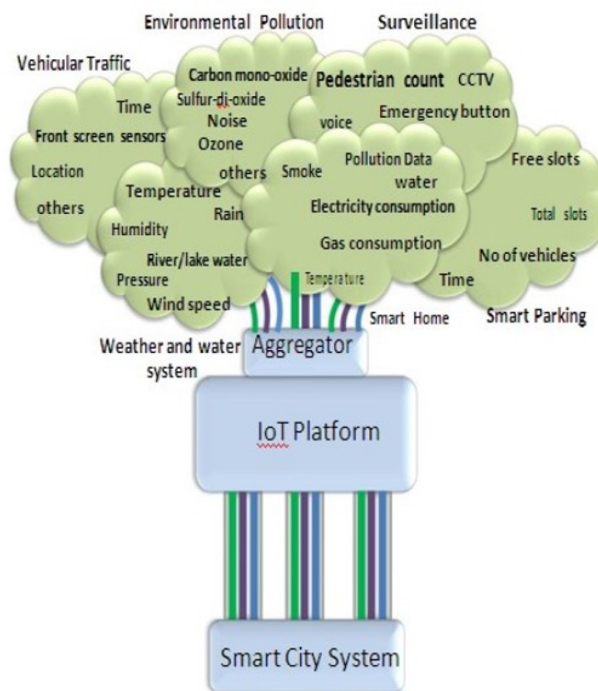 Environmental Pollution
Surveillance
Vehicular Traffic
Carbon mono-oxide
Sulfur-di-oxide
Noise
Ozone
others
Pedestrian count CCTV
Emergency button
voice
Time
Front screen sensors
Location
others
Temperature
Rain
Humidity
River/lake water
Pressure
Wind speed
Smoke
Pollution Data
water
Electricity consumption
Gas consumption
Temperature
Free slots
Total slots
No of vehicles
Time
Smart Home
Smart Parking
Weather and water
system
Aggregator
IoT Platform
Smart City System